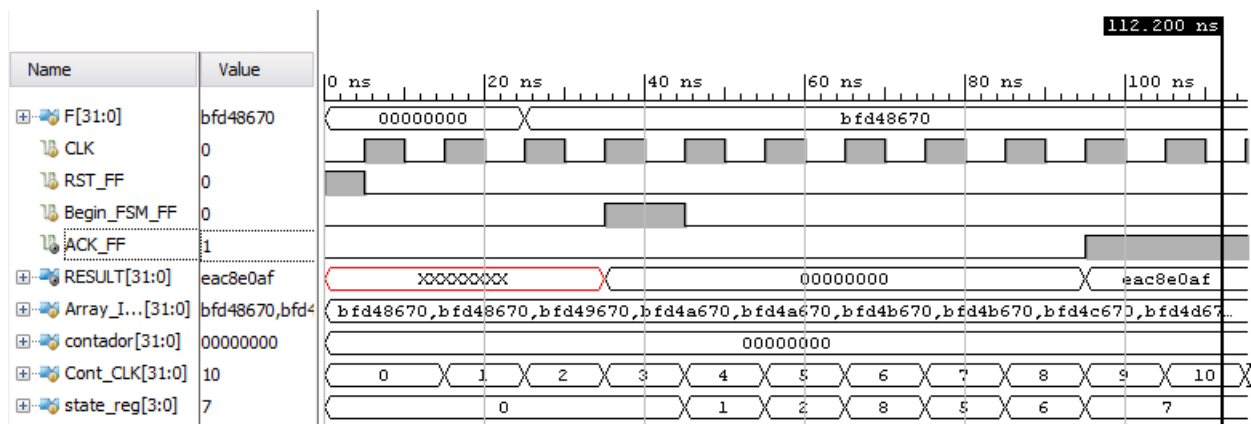 112.200 ns
Name Value 0 ns 20 ns 40 ns 60 ns 80 ns 100 ns
F[31:0] bfd48670 00000000 bfd48670
CLK 0
RST_FF 0
Begin_FSM_FF 0
ACK_FF 1
RESULT[31:0] eac8e0af XXXXXXXX 00000000 eac8e0af
Array_I...[31:0] bfd48670,bfd4 bfd48670,bfd48670,bfd49670,bfd4a670,bfd4a670,bfd4b670,bfd4b670,bfd4c670,bfd4d67...
contador[31:0] 00000000 00000000
Cont_CLK[31:0] 10 0 1 2 3 4 5 6 7 8 9 10
state_reg[3:0] 7 0 1 2 8 5 6 7